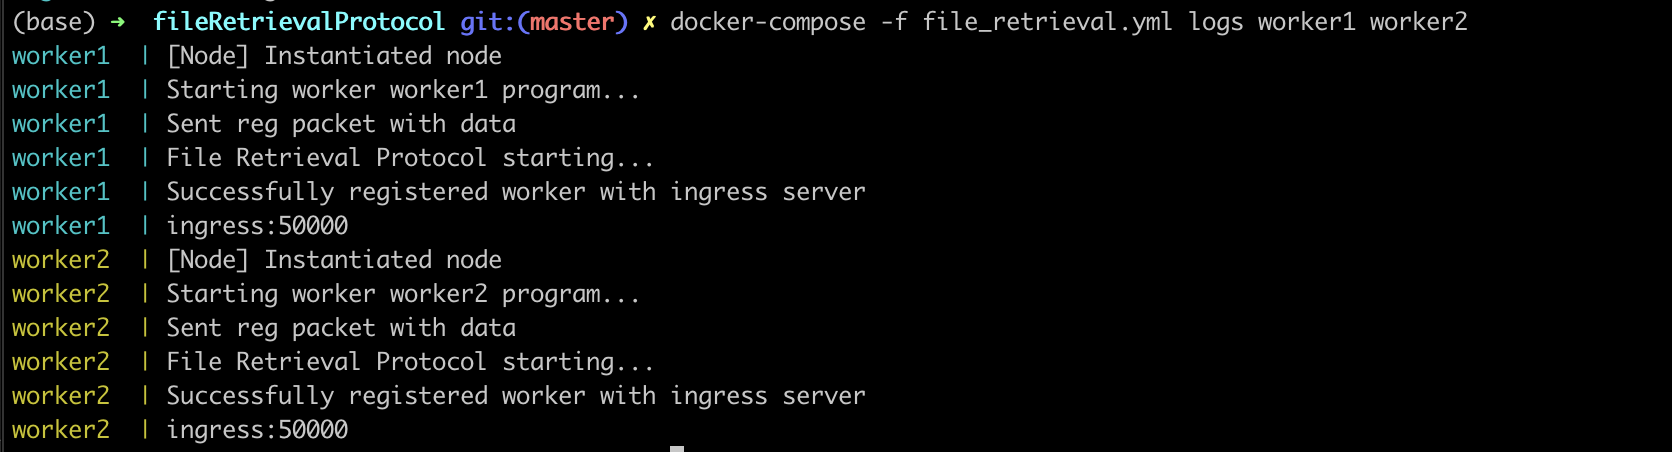 (base) ➜  fileRetrievalProtocol git:(master) ✗ docker-compose -f file_retrieval.yml logs worker1 worker2
worker1  | [Node] Instantiated node
worker1  | Starting worker worker1 program...
worker1  | Sent reg packet with data
worker1  | File Retrieval Protocol starting...
worker1  | Successfully registered worker with ingress server
worker1  | ingress:50000
worker2  | [Node] Instantiated node
worker2  | Starting worker worker2 program...
worker2  | Sent reg packet with data
worker2  | File Retrieval Protocol starting...
worker2  | Successfully registered worker with ingress server
worker2  | ingress:50000